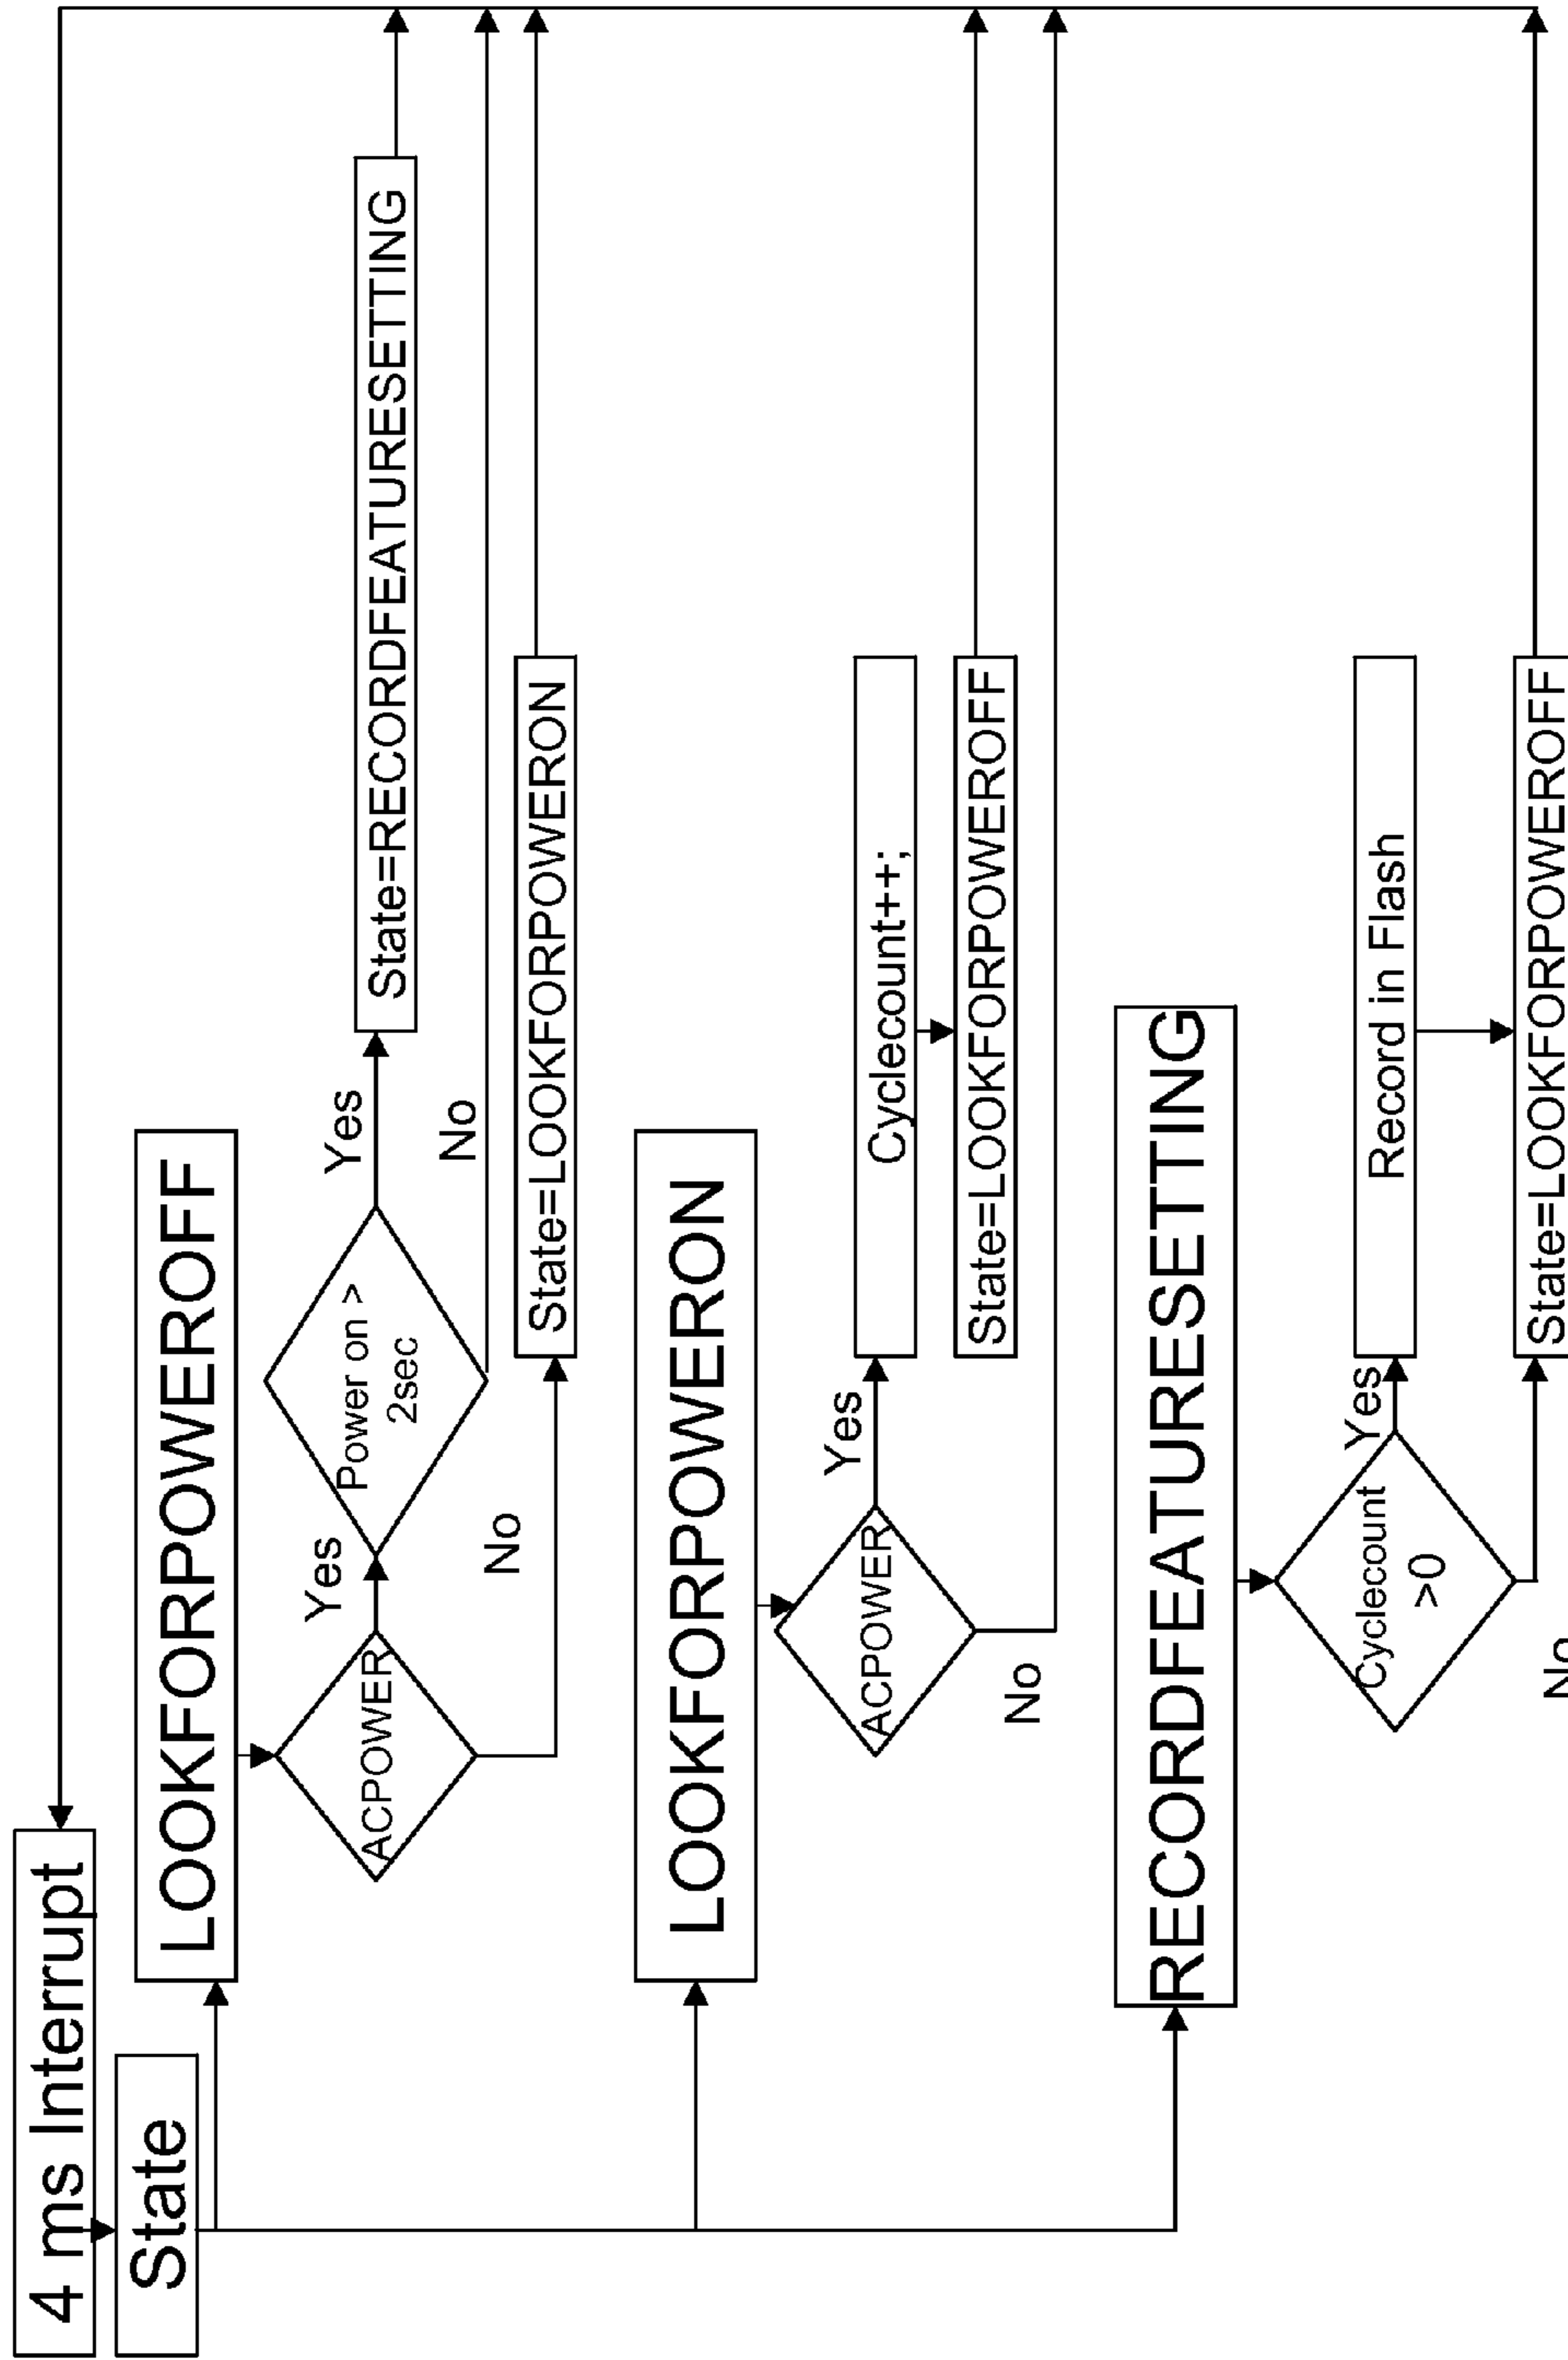 4 ms Interrupt
State
LOOKFORPOWEROFF
ACPOWER
Yes
No
Power on >
2sec
Yes
No
State=RECORDFEATURESETTING
State=LOOKFORPOWERON
LOOKFORPOWERON
ACPOWER
Yes
No
Cyclecount++;
State=LOOKFORPOWEROFF
RECORDFEATURESETTING
Cyclecount
>0
Yes
No
Record in Flash
State=LOOKFORPOWEROFF